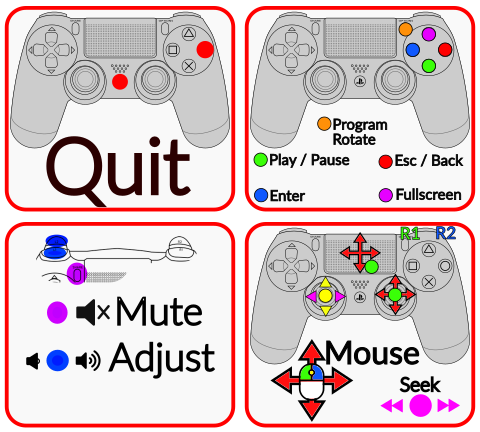 Quit
Program
Rotate
Play / Pause
Esc / Back
Enter
Fullscreen
Mute
Adjust
R1 R2
Mouse
Seek